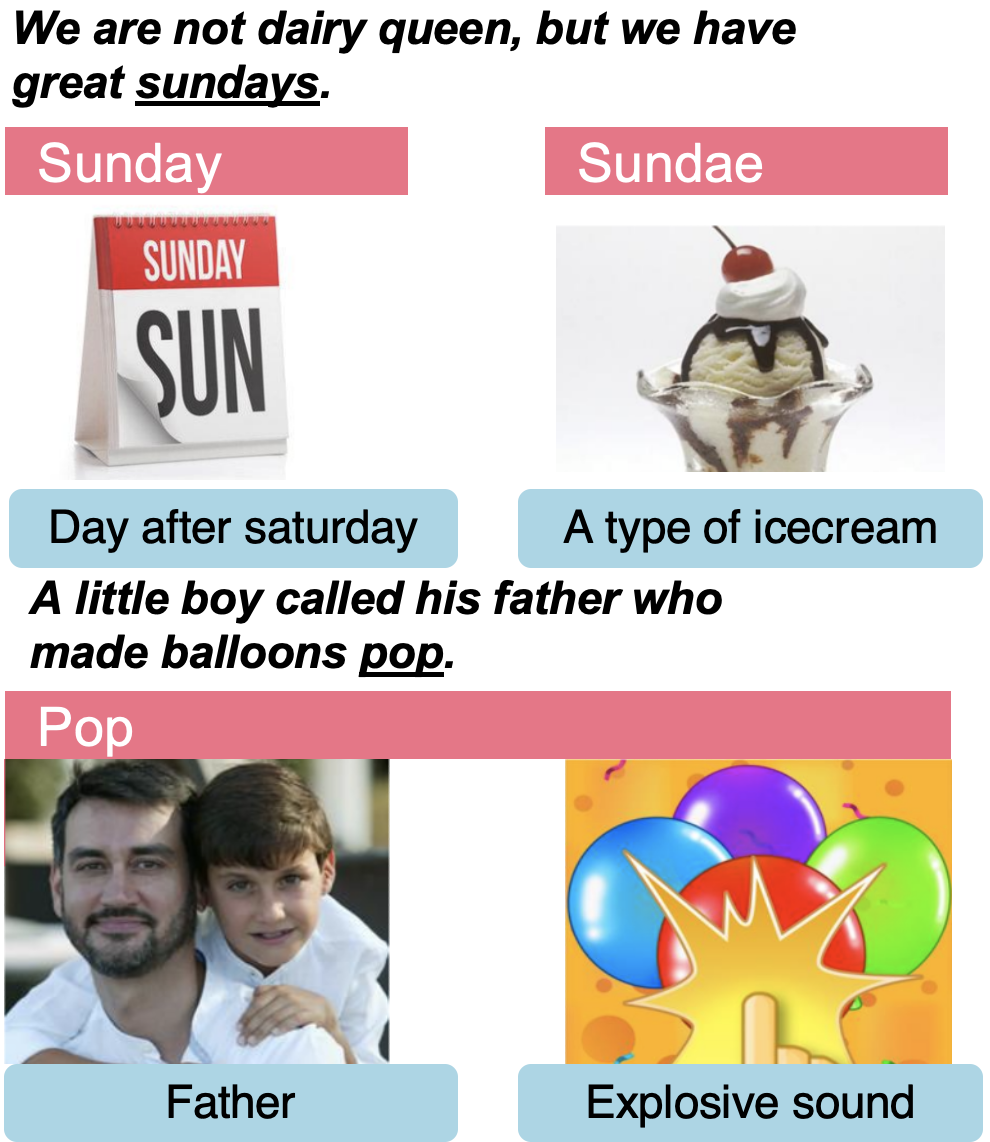 We are not dairy queen, but we have
great sundays.
Sunday
Sundae
SUNDAY
SUN
Day after saturday
A type of icecream
A little boy called his father who
made balloons pop.
Pop
Father
Explosive sound